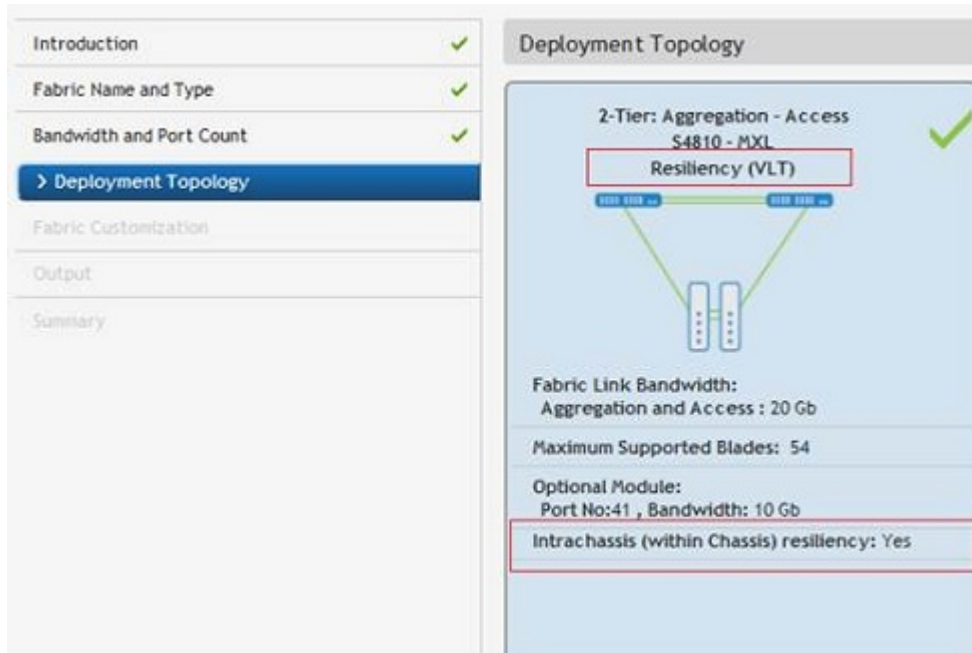 Introduction
Fabric Name and Type
Bandwidth and Port Count
> Deployment Topology
Fabric Customization
Output
Summary
Deployment Topology
2-Tier: Aggregation - Access
S4810 - MXL
Resiliency (VLT)
Fabric Link Bandwidth:
Aggregation and Access : 20 Gb
Maximum Supported Blades: 54
Optional Module:
Port No:41 , Bandwidth: 10 Gb
Intrachassis (within Chassis) resiliency: Yes